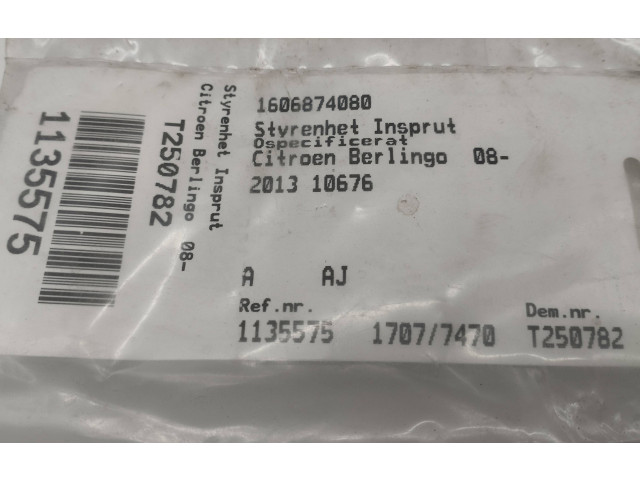 1606874080
Styrenhet Insprut
Ospecificerat
Citroen Berlingo 08-
2013 10676
A AJ
Ref.nr.
1135575 1707/7470
Dem.nr.
T250782
Styrenhet Insprut
Citroen Berlingo 08-
T250782
1135575